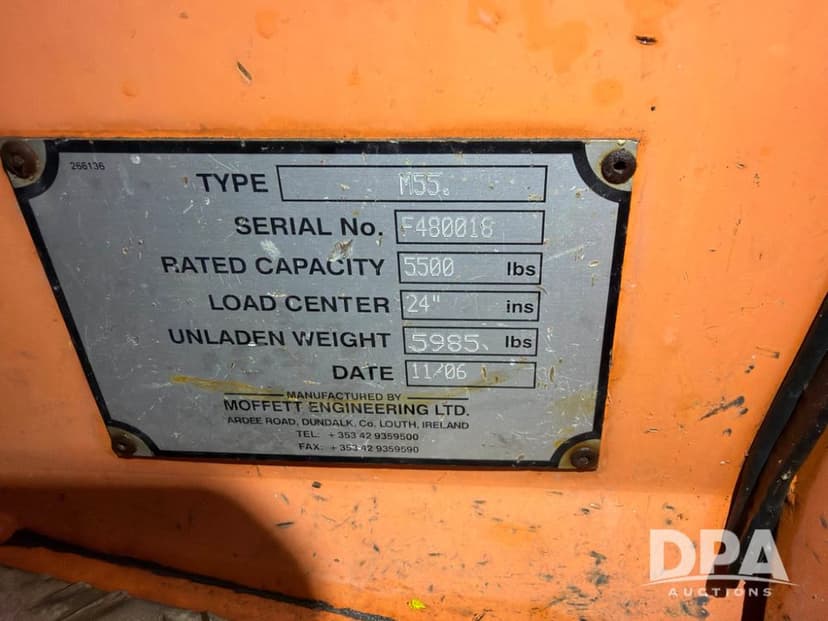 266136
TYPE M55.
SERIAL No. F480018
RATED CAPACITY 5500 lbs
LOAD CENTER 24" ins
UNLADEN WEIGHT 5985 lbs
DATE 11/06
MANUFACTURED BY
MOFFETT ENGINEERING LTD.
ARDEE ROAD, DUNDALK, Co. LOUTH, IRELAND
TEL: + 353 42 9359500
FAX: + 353 42 9359590
DPA
AUCTIONS